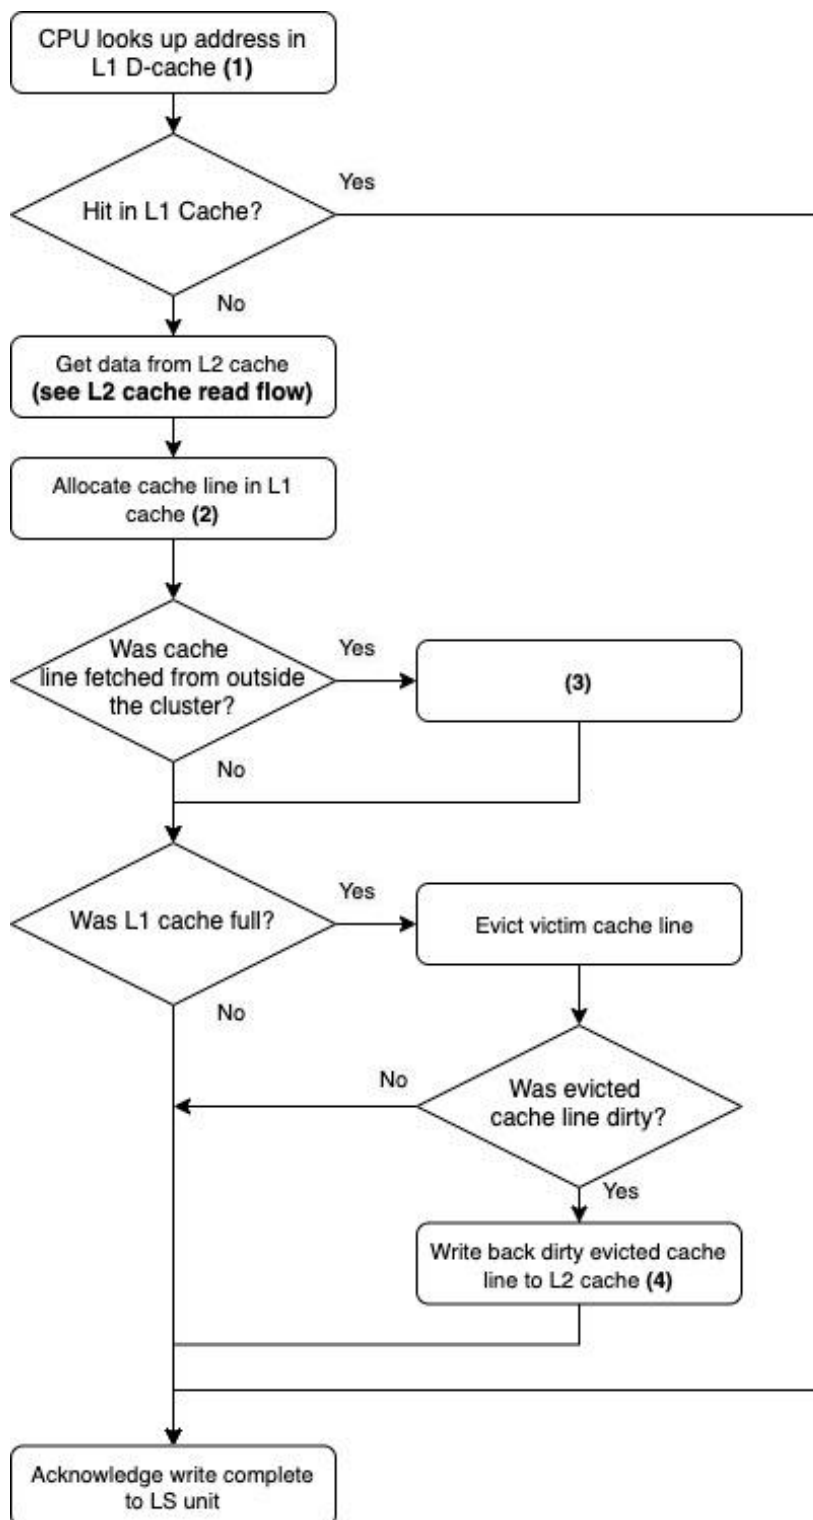 CPU looks up address in
L1 D-cache (1)
Hit in L1 Cache?
Yes
No
Get data from L2 cache
(see L2 cache read flow)
Allocate cache line in L1
cache (2)
Was cache
line fetched from outside
the cluster?
Yes
(3)
No
Was L1 cache full?
Yes
Evict victim cache line
No
Was evicted
cache line dirty?
No
Yes
Write back dirty evicted cache
line to L2 cache (4)
Acknowledge write complete
to LS unit